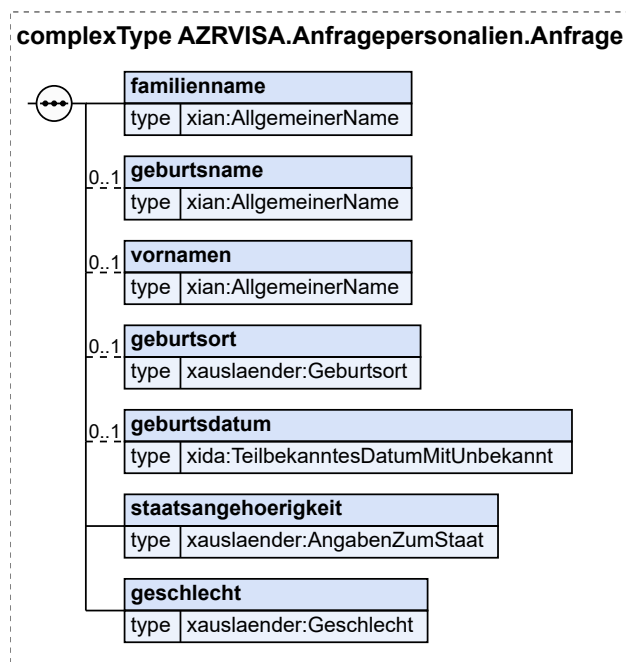 complexType AZRVISA.Anfragepersonalien.Anfrage
familienname
type xian:AllgemeinerName
0..1 geburtsname
type xian:AllgemeinerName
0..1 vornamen
type xian:AllgemeinerName
0..1 geburtsort
type xauslaender:Geburtsort
0..1 geburtsdatum
type xida:TeilbekanntesDatumMitUnbekannt
staatsangehoerigkeit
type xauslaender:AngabenZumStaat
geschlecht
type xauslaender:Geschlecht